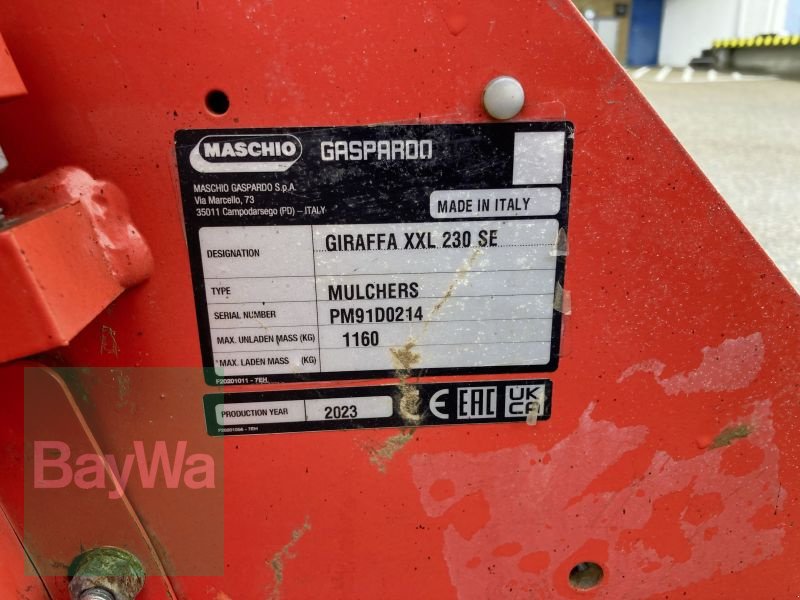 MASCHIO GASPARDO
MASCHIO GASPARDO S.p.A.
Via Marcello, 73
35011 Campodarsego (PD) - ITALY
MADE IN ITALY
DESIGNATION GIRAFFA XXL 230 SE
TYPE MULCHERS
SERIAL NUMBER PM91D0214
MAX. UNLADEN MASS (KG) 1160
MAX. LADEN MASS (KG)
F20201011 - 7EH
PRODUCTION YEAR 2023 CE EAC UK CA
BayWa